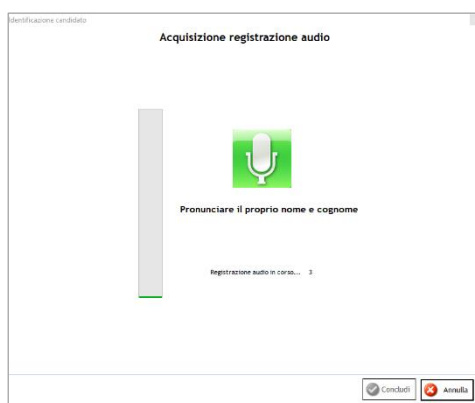 Identificazione candidato
Acquisizione registrazione audio
Pronunciare il proprio nome e cognome
Registrazione audio in corso... 3
Concludi
Annulla